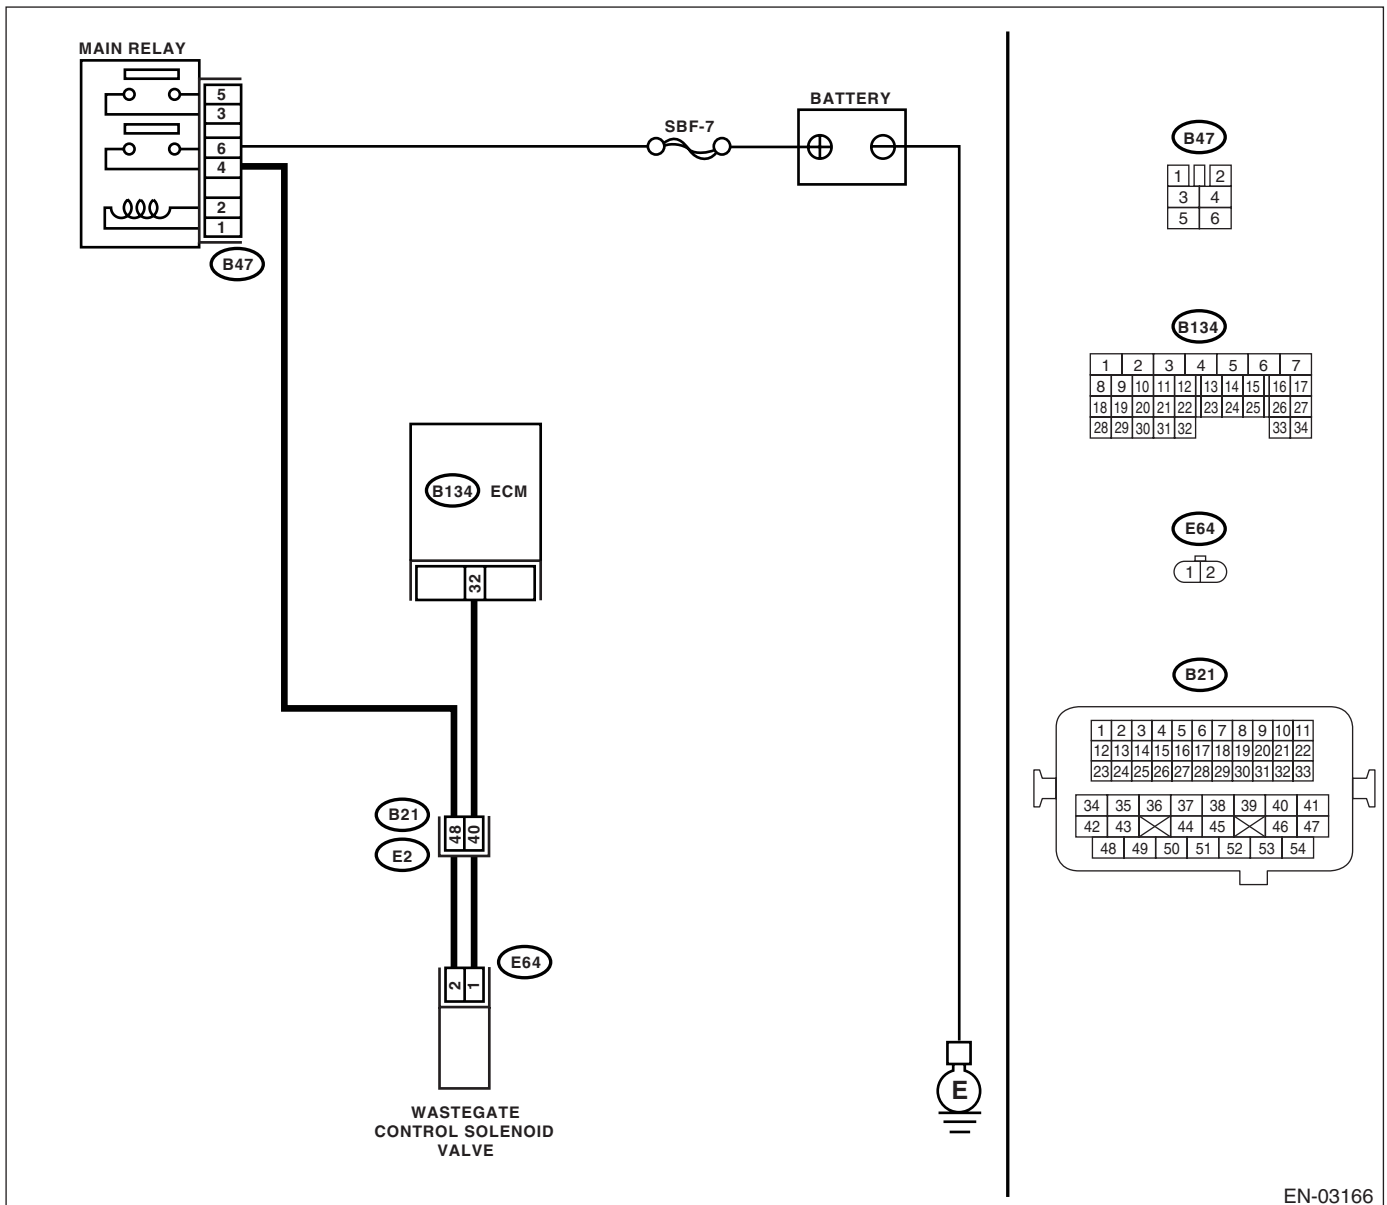 MAIN RELAY
5
3
6
4
2
1
B47
SBF-7
BATTERY
B134 ECM
32
B21
E2
48 40
E64
2 1
WASTEGATE
CONTROL SOLENOID
VALVE
E
B47
1 2
3 4
5 6
B134
1 2 3 4 5 6 7
8 9 10 11 12 13 14 15 16 17
18 19 20 21 22 23 24 25 26 27
28 29 30 31 32 33 34
E64
1 2
B21
1 2 3 4 5 6 7 8 9 10 11
12 13 14 15 16 17 18 19 20 21 22
23 24 25 26 27 28 29 30 31 32 33
34 35 36 37 38 39 40 41
42 43 44 45 46 47
48 49 50 51 52 53 54
EN-03166